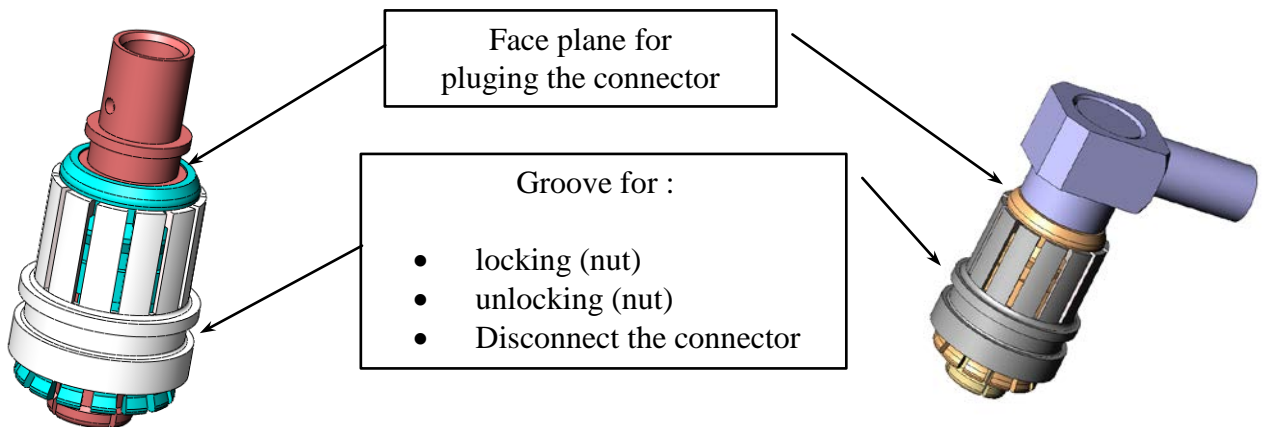 Face plane for
pluging the connector
Groove for :
• locking (nut)
• unlocking (nut)
• Disconnect the connector